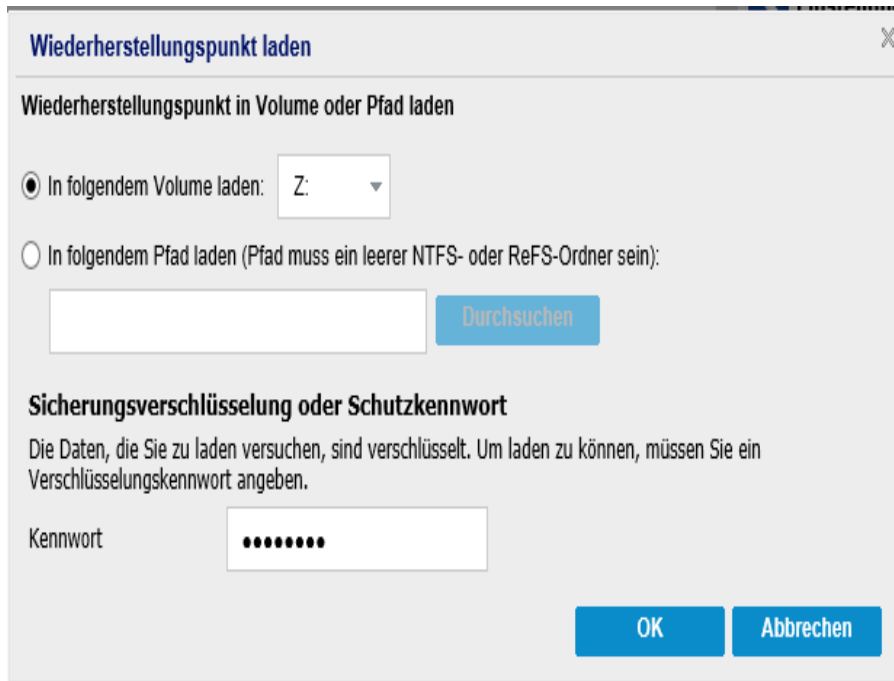 Wiederherstellungspunkt laden
Wiederherstellungspunkt in Volume oder Pfad laden
In folgendem Volume laden: Z:
In folgendem Pfad laden (Pfad muss ein leerer NTFS- oder ReFS-Ordner sein):
Durchsuchen
Sicherungsverschlüsselung oder Schutzkennwort
Die Daten, die Sie zu laden versuchen, sind verschlüsselt. Um laden zu können, müssen Sie ein
Verschlüsselungskennwort angeben.
Kennwort ••••••••
OK Abbrechen